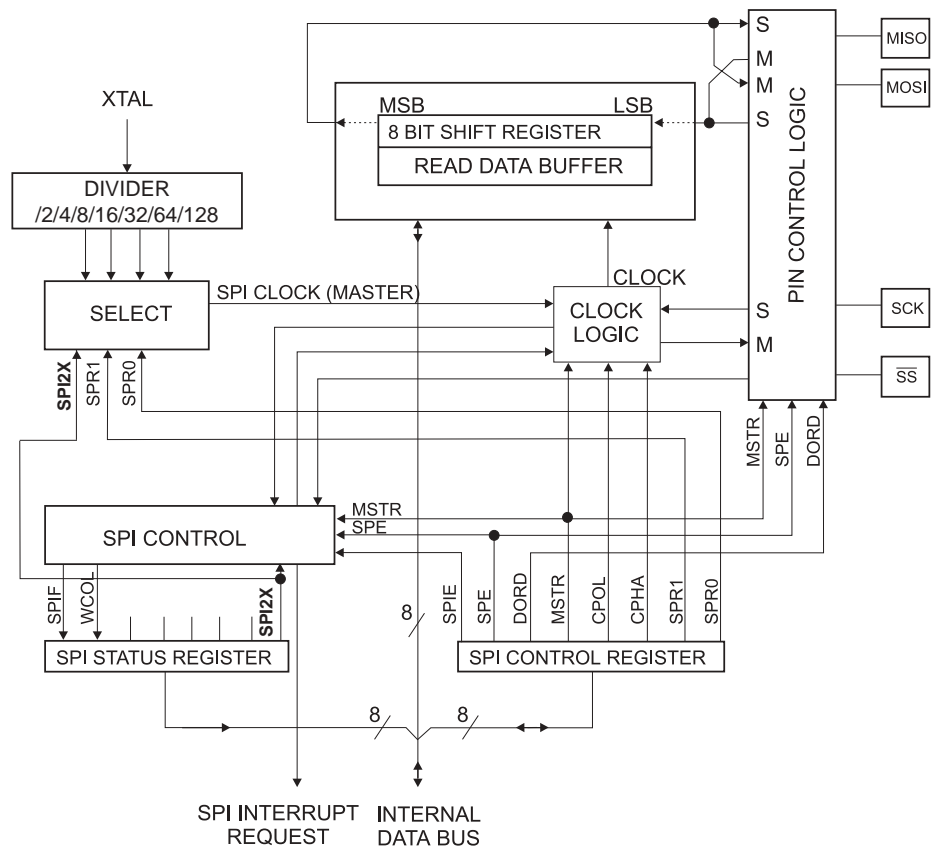 S
MISO
M
M
MOSI
XTAL
MSB
LSB
S
8 BIT SHIFT REGISTER
READ DATA BUFFER
DIVIDER
/2/4/8/16/32/64/128
PIN CONTROL LOGIC
SELECT
SPI CLOCK (MASTER)
CLOCK
CLOCK
LOGIC
S
SCK
M
SS
SPI2X
SPR1
SPR0
MSTR
SPE
DORD
SPI CONTROL
MSTR
SPE
SPIF
WCOL
SPI2X
SPIE
SPE
DORD
MSTR
CPOL
CPHA
SPR1
SPR0
8
SPI STATUS REGISTER
SPI CONTROL REGISTER
8
8
SPI INTERRUPT
REQUEST
INTERNAL
DATA BUS